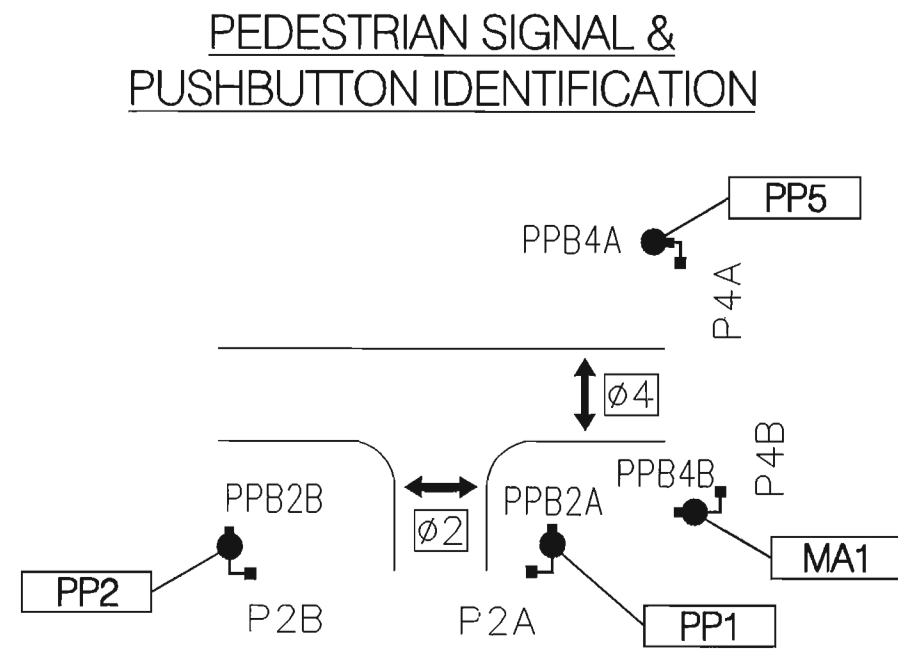 PEDESTRIAN SIGNAL &
PUSHBUTTON IDENTIFICATION
PP5
PPB4A
P4A
Ø4
P4B
PPB4B
PPB2B
PPB2A
Ø2
MA1
PP2
P2B
P2A
PP1